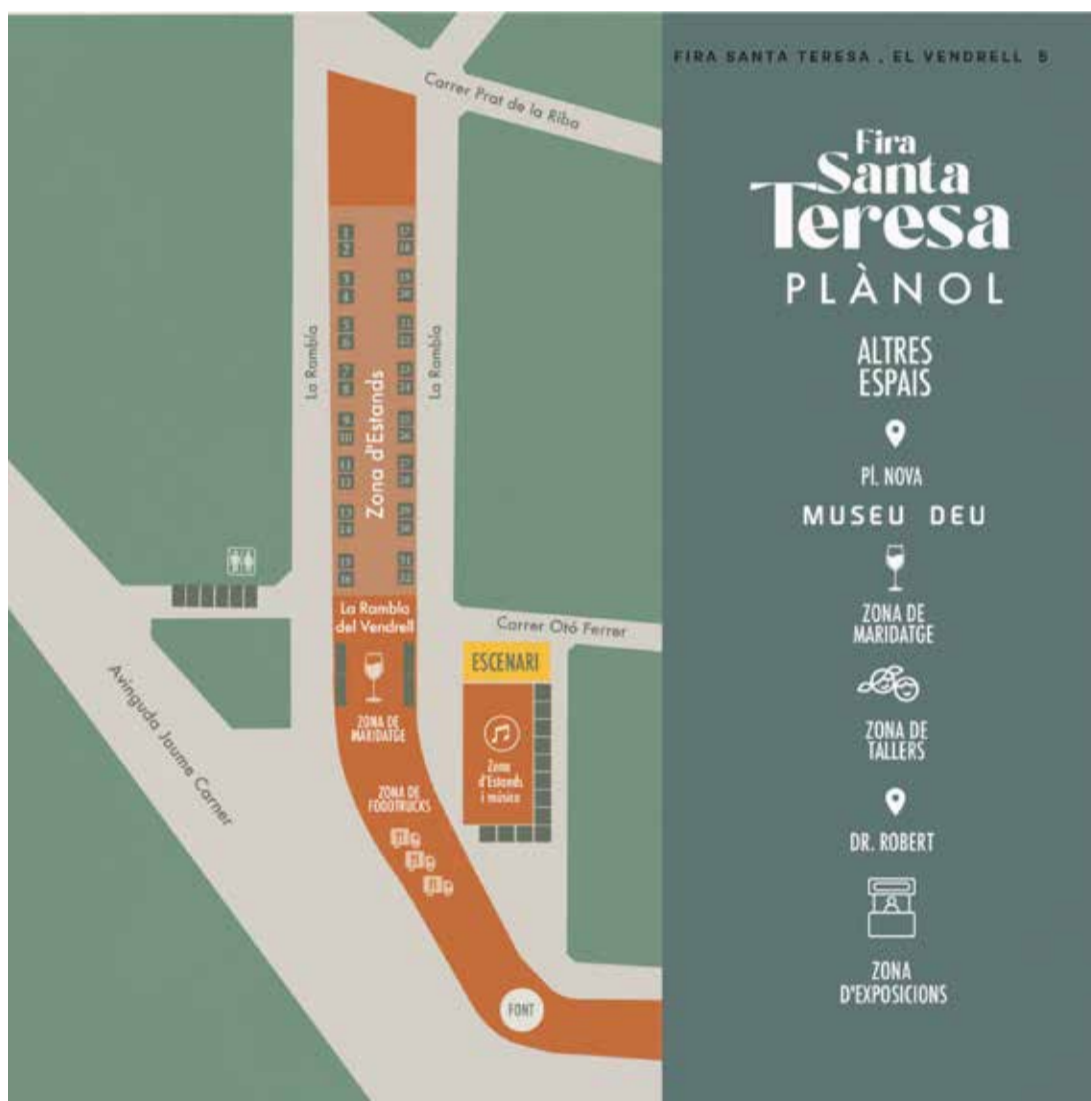 FIRA SANTA TERESA . EL VENDRELL 5
Fira
Santa
Teresa
PLÀNOL
ALTRES
ESPAIS
Pl. NOVA
MUSEU DEU
ZONA DE
MARIDATGE
ZONA DE
TALLERS
DR. ROBERT
ZONA
D'EXPOSICIONS
Carrer Prat de la Riba
La Rambla
La Rambla
Zona d'Estands
1 17
2 18
3 19
4 20
5
6
7 23
8 24
9 25
10 26
11 27
12 28
13 29
14 30
15 31
16 32
La Rambla
del Vendrell
Carrer Otó Ferrer
ESCENARI
ZONA DE
MARIDATGE
Zona
d'Estands
i música
ZONA DE
FOODTRUCKS
Avinguda Jaume Carner
FONT